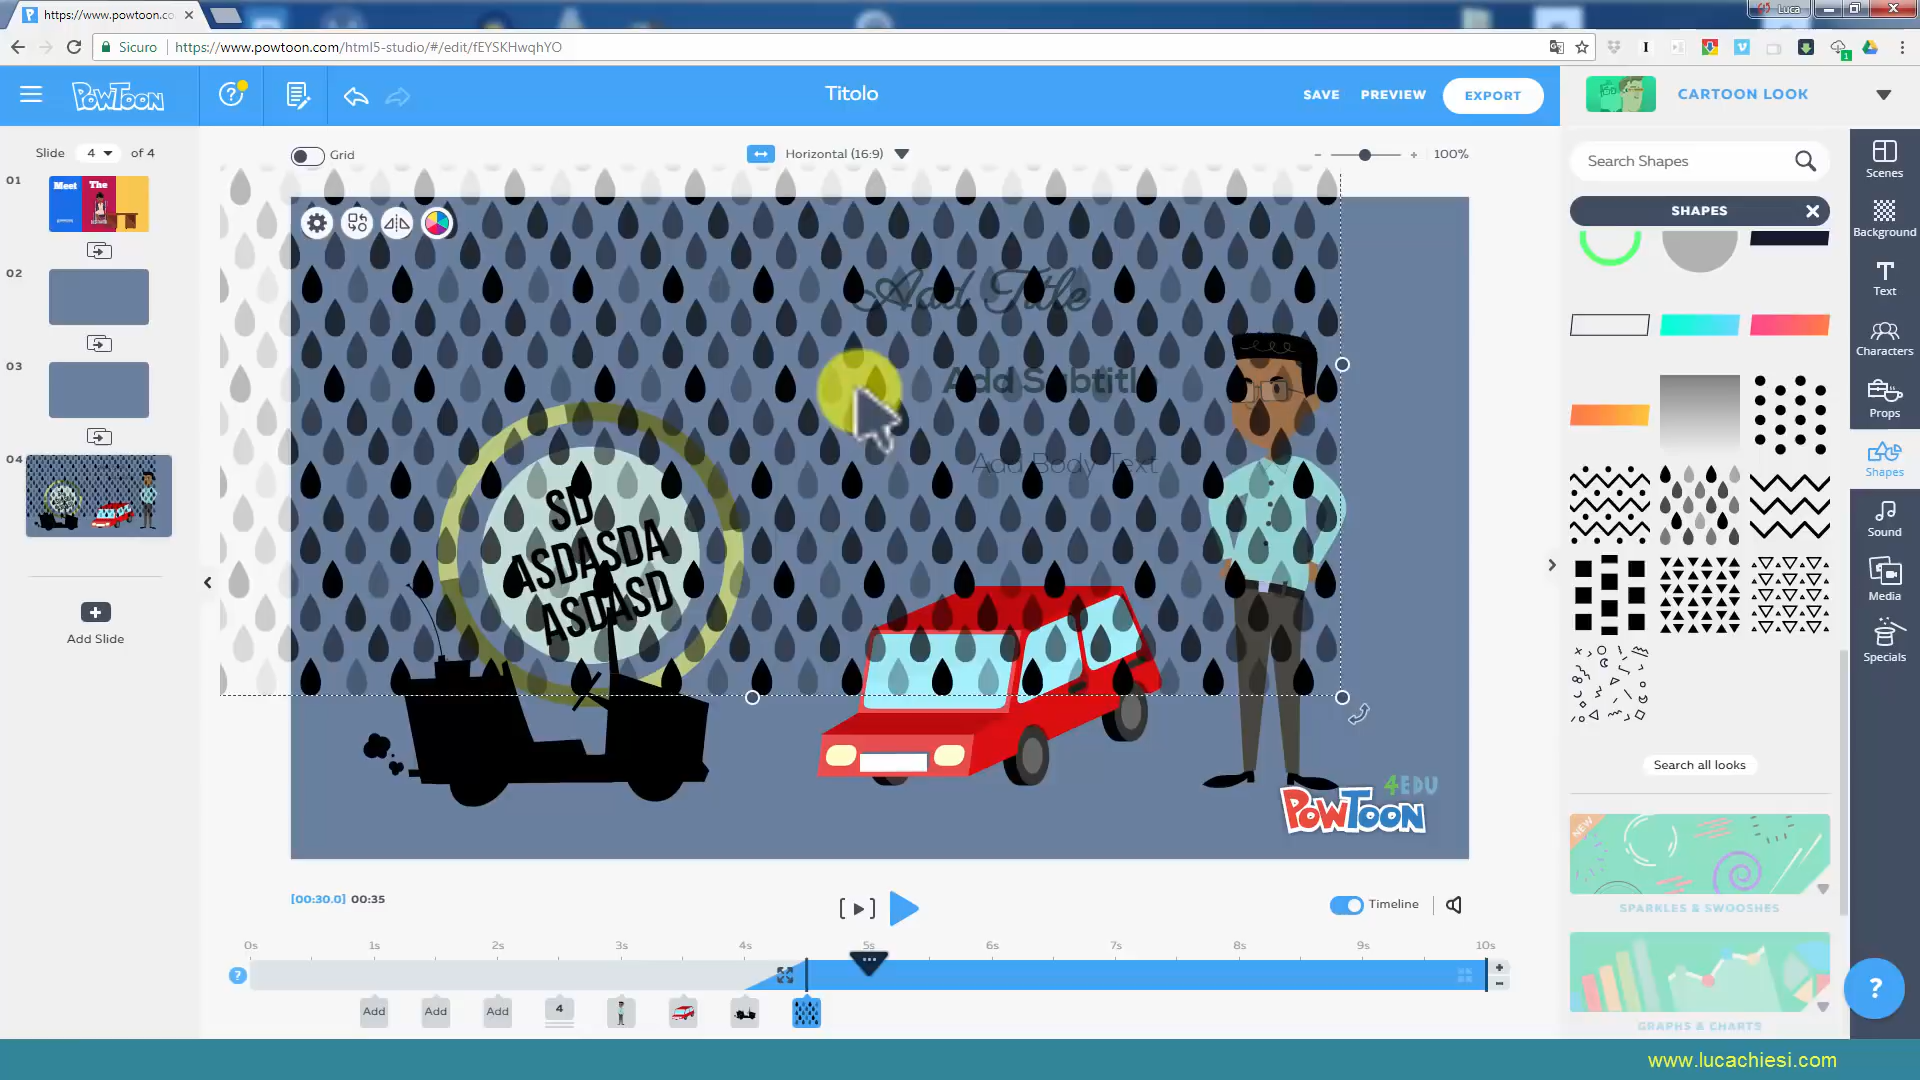 https://www.powtoon.co
Luca
Sicuro
https://www.powtoon.com/html5-studio/#/edit/fEYSKHwqhYO
1
POWTOON
?
Titolo
SAVE
PREVIEW
EXPORT
CARTOON LOOK
Slide
4
of 4
Grid
Horizontal (16:9)
- +
100%
Search Shapes
SHAPES
Scenes
Background
Text
Characters
Props
Shapes
Sound
Media
Specials
01
Meet The
02
03
04
Add Slide
Add Title
Add Subtitl
Add Body Text
SD
ASDASDA
ASDASD
4EDU
POWTOON
Search all looks
NEW
SPARKLES & SWOOSHES
GRAPHS & CHARTS
[00:30.0] 00:35
Timeline
0s 1s 2s 3s 4s 5s 6s 7s 8s 9s 10s
?
+
-
Add
Add
Add
4
?
www.lucachiesi.com